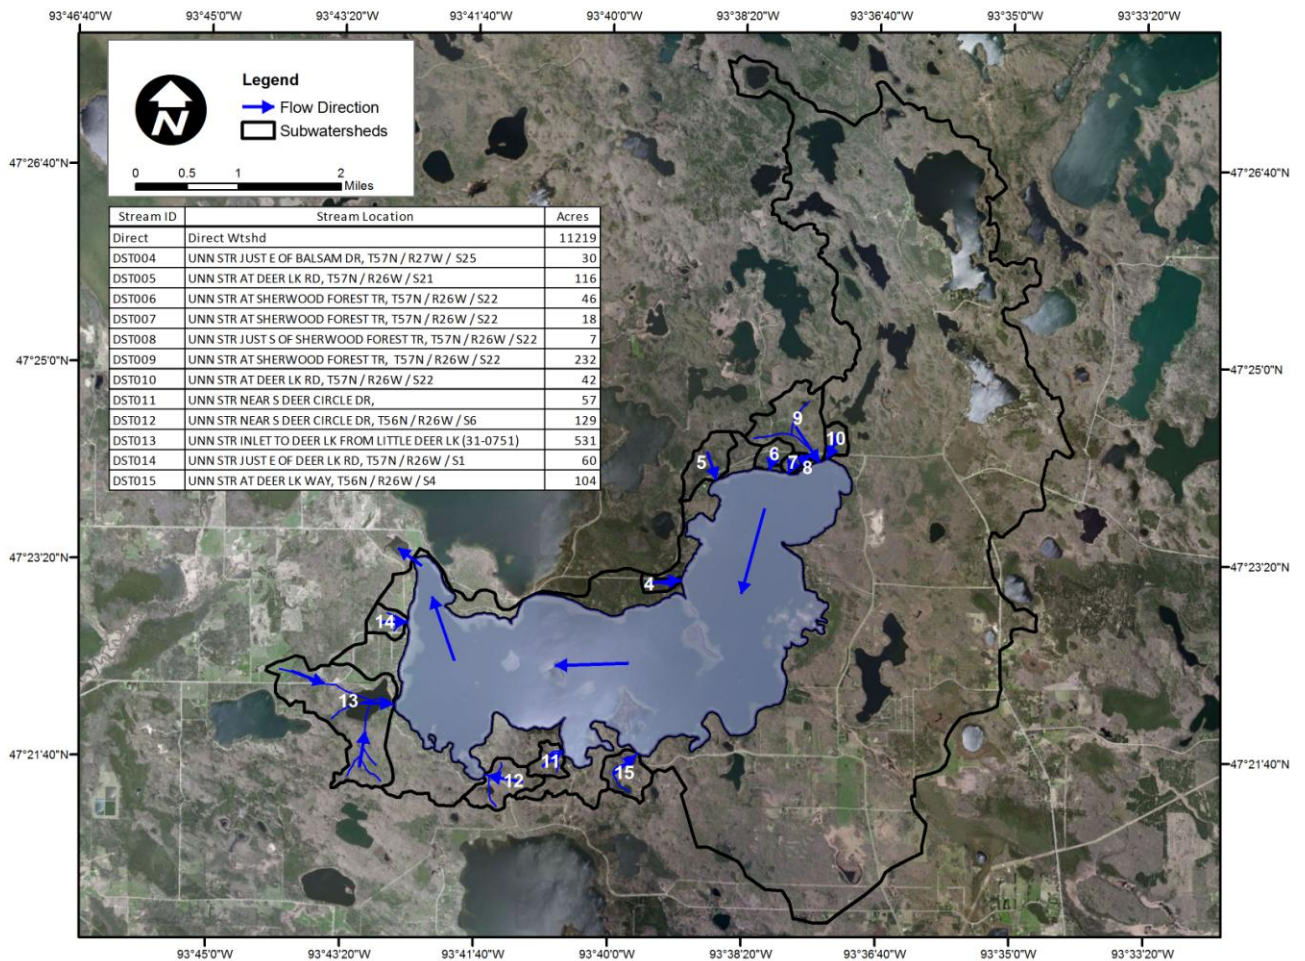 93°46'40"W 93°45'0"W 93°43'20"W 93°41'40"W 93°40'0"W 93°38'20"W 93°36'40"W 93°35'0"W 93°33'20"W
Legend
Flow Direction
Subwatersheds
N
0 0.5 1 2
Miles
47°26'40"N 47°26'40"N
Stream ID Stream Location Acres
Direct Direct Wtshd 11219
DST004 UNN STR JUST E OF BALSAM DR, T57N / R27W / S25 30
DST005 UNN STR AT DEER LK RD, T57N / R26W / S21 116
DST006 UNN STR AT SHERWOOD FOREST TR, T57N / R26W / S22 46
DST007 UNN STR AT SHERWOOD FOREST TR, T57N / R26W / S22 18
DST008 UNN STR JUST S OF SHERWOOD FOREST TR, T57N / R26W / S22 7
DST009 UNN STR AT SHERWOOD FOREST TR, T57N / R26W / S22 232
DST010 UNN STR AT DEER LK RD, T57N / R26W / S22 42
DST011 UNN STR NEAR S DEER CIRCLE DR, 57
DST012 UNN STR NEAR S DEER CIRCLE DR, T56N / R26W / S6 129
DST013 UNN STR INLET TO DEER LK FROM LITTLE DEER LK (31-0751) 531
DST014 UNN STR JUST E OF DEER LK RD, T57N / R26W / S1 60
DST015 UNN STR AT DEER LK WAY, T56N / R26W / S4 104
47°25'0"N 47°25'0"N
9
10
5 6 7 8
47°23'20"N 47°23'20"N
4
14
13
47°21'40"N 47°21'40"N
11
12 15
93°45'0"W 93°43'20"W 93°41'40"W 93°40'0"W 93°38'20"W 93°36'40"W 93°35'0"W 93°33'20"W